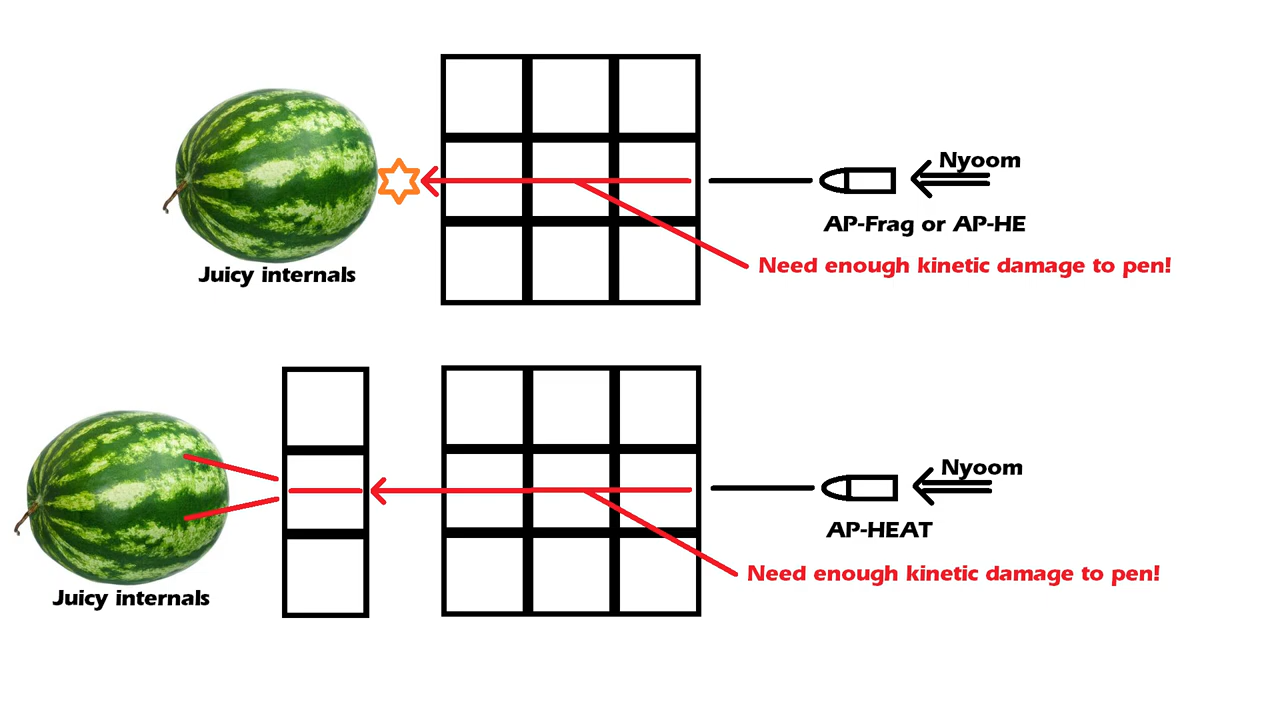 Nyoom
AP-Frag or AP-HE
Need enough kinetic damage to pen!
Juicy internals
Nyoom
AP-HEAT
Need enough kinetic damage to pen!
Juicy internals